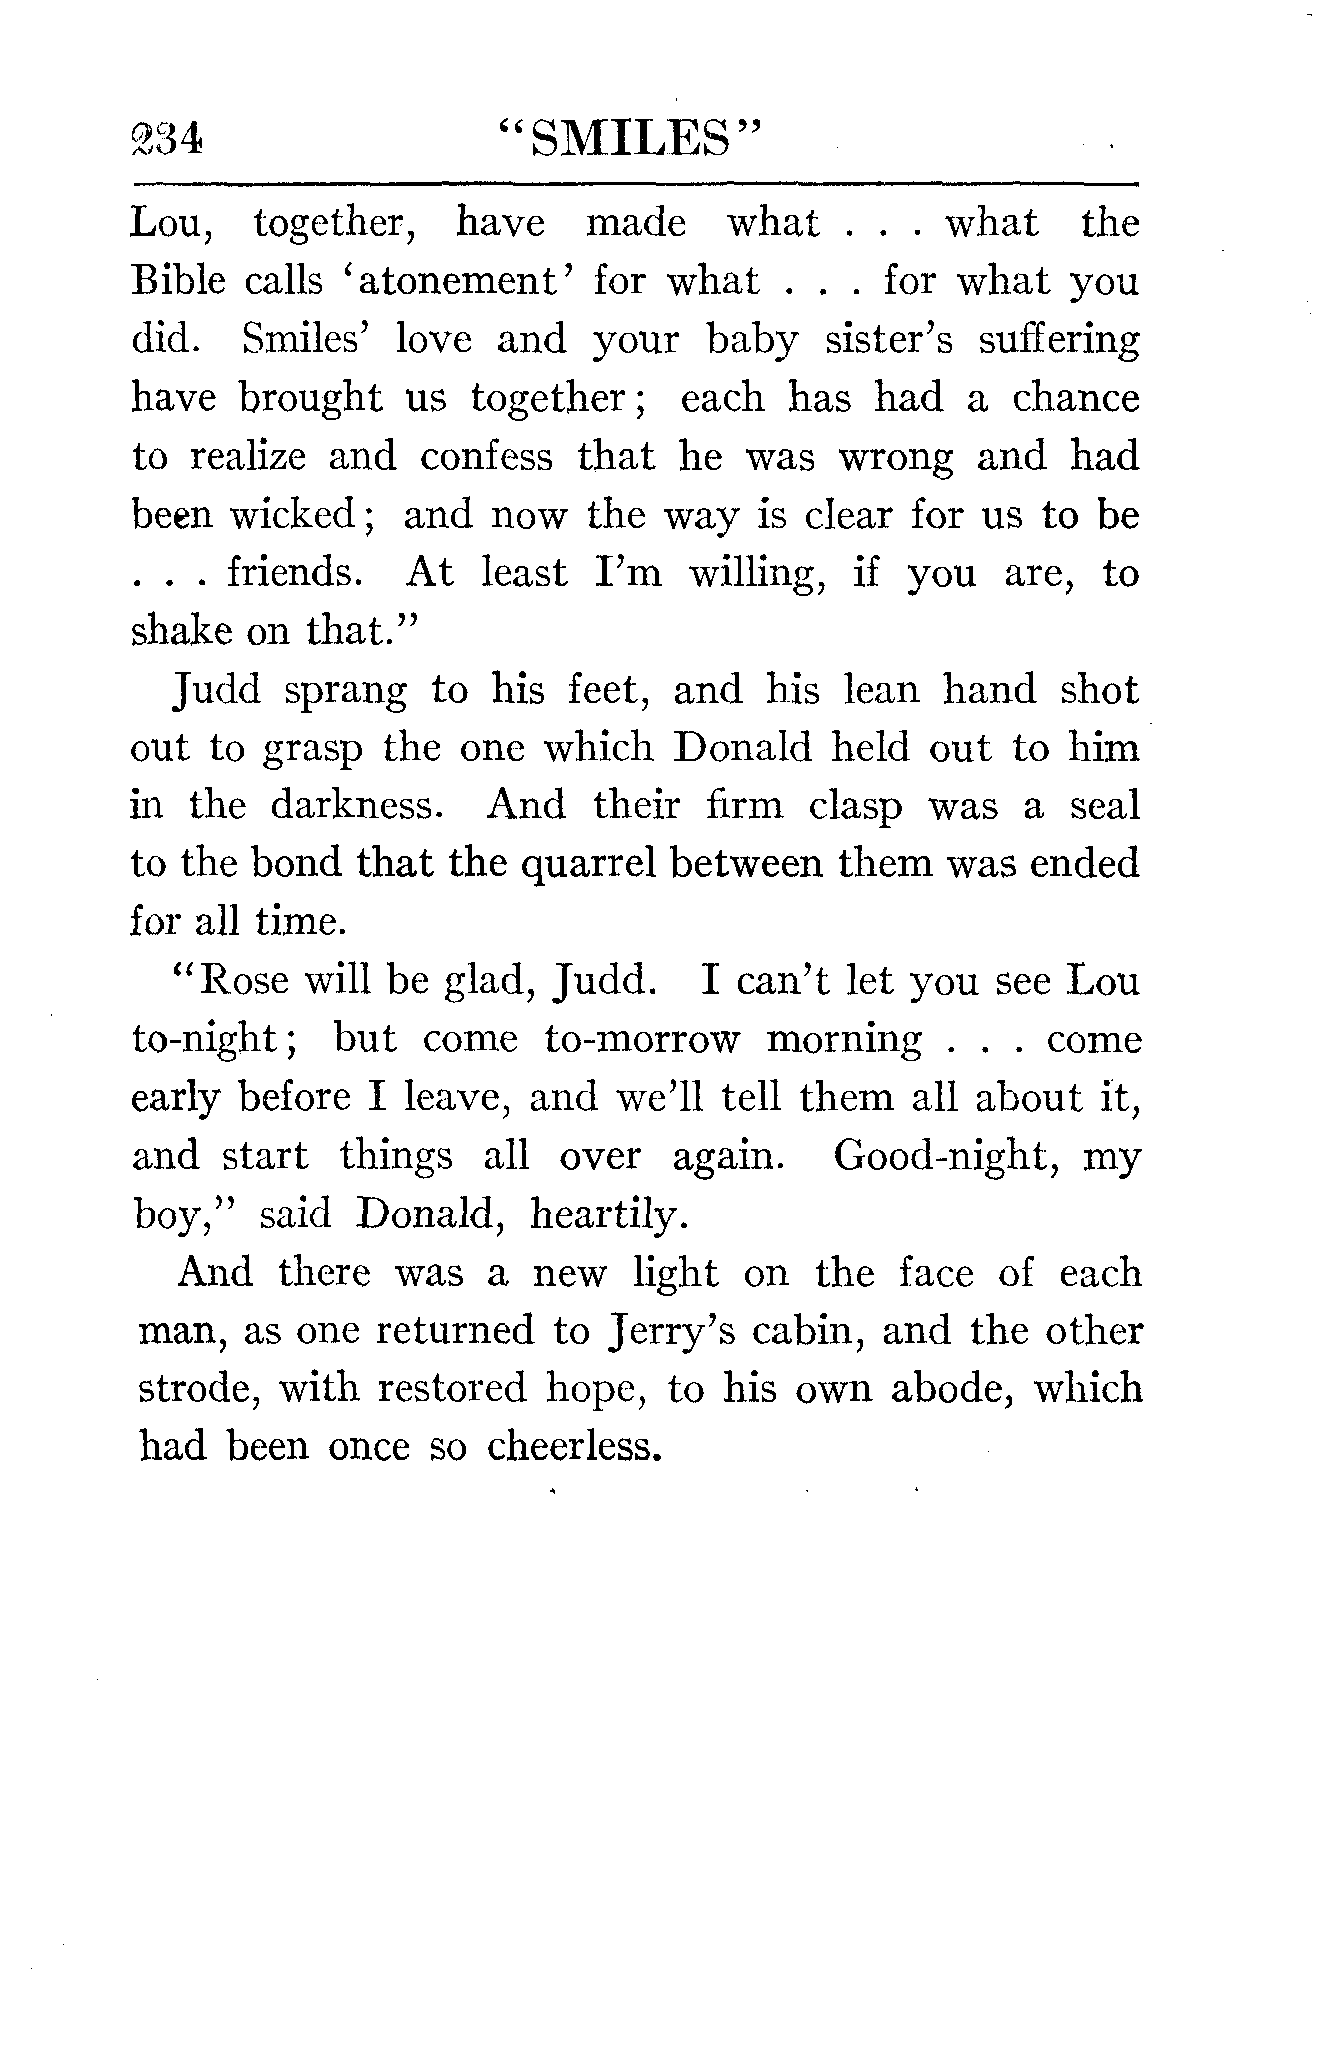 234 "SMILES"
Lou, together, have made what . . . what the
Bible calls 'atonement' for what . . . for what you
did. Smiles' love and your baby sister's suffering
have brought us together; each has had a chance
to realize and confess that he was wrong and had
been wicked; and now the way is clear for us to be
. . . friends. At least I'm willing, if you are, to
shake on that."
Judd sprang to his feet, and his lean hand shot
out to grasp the one which Donald held out to him
in the darkness. And their firm clasp was a seal
to the bond that the quarrel between them was ended
for all time.
"Rose will be glad, Judd. I can't let you see Lou
to-night; but come to-morrow morning . . . come
early before I leave, and we'll tell them all about it,
and start things all over again. Good-night, my
boy," said Donald, heartily.
And there was a new light on the face of each
man, as one returned to Jerry's cabin, and the other
strode, with restored hope, to his own abode, which
had been once so cheerless.